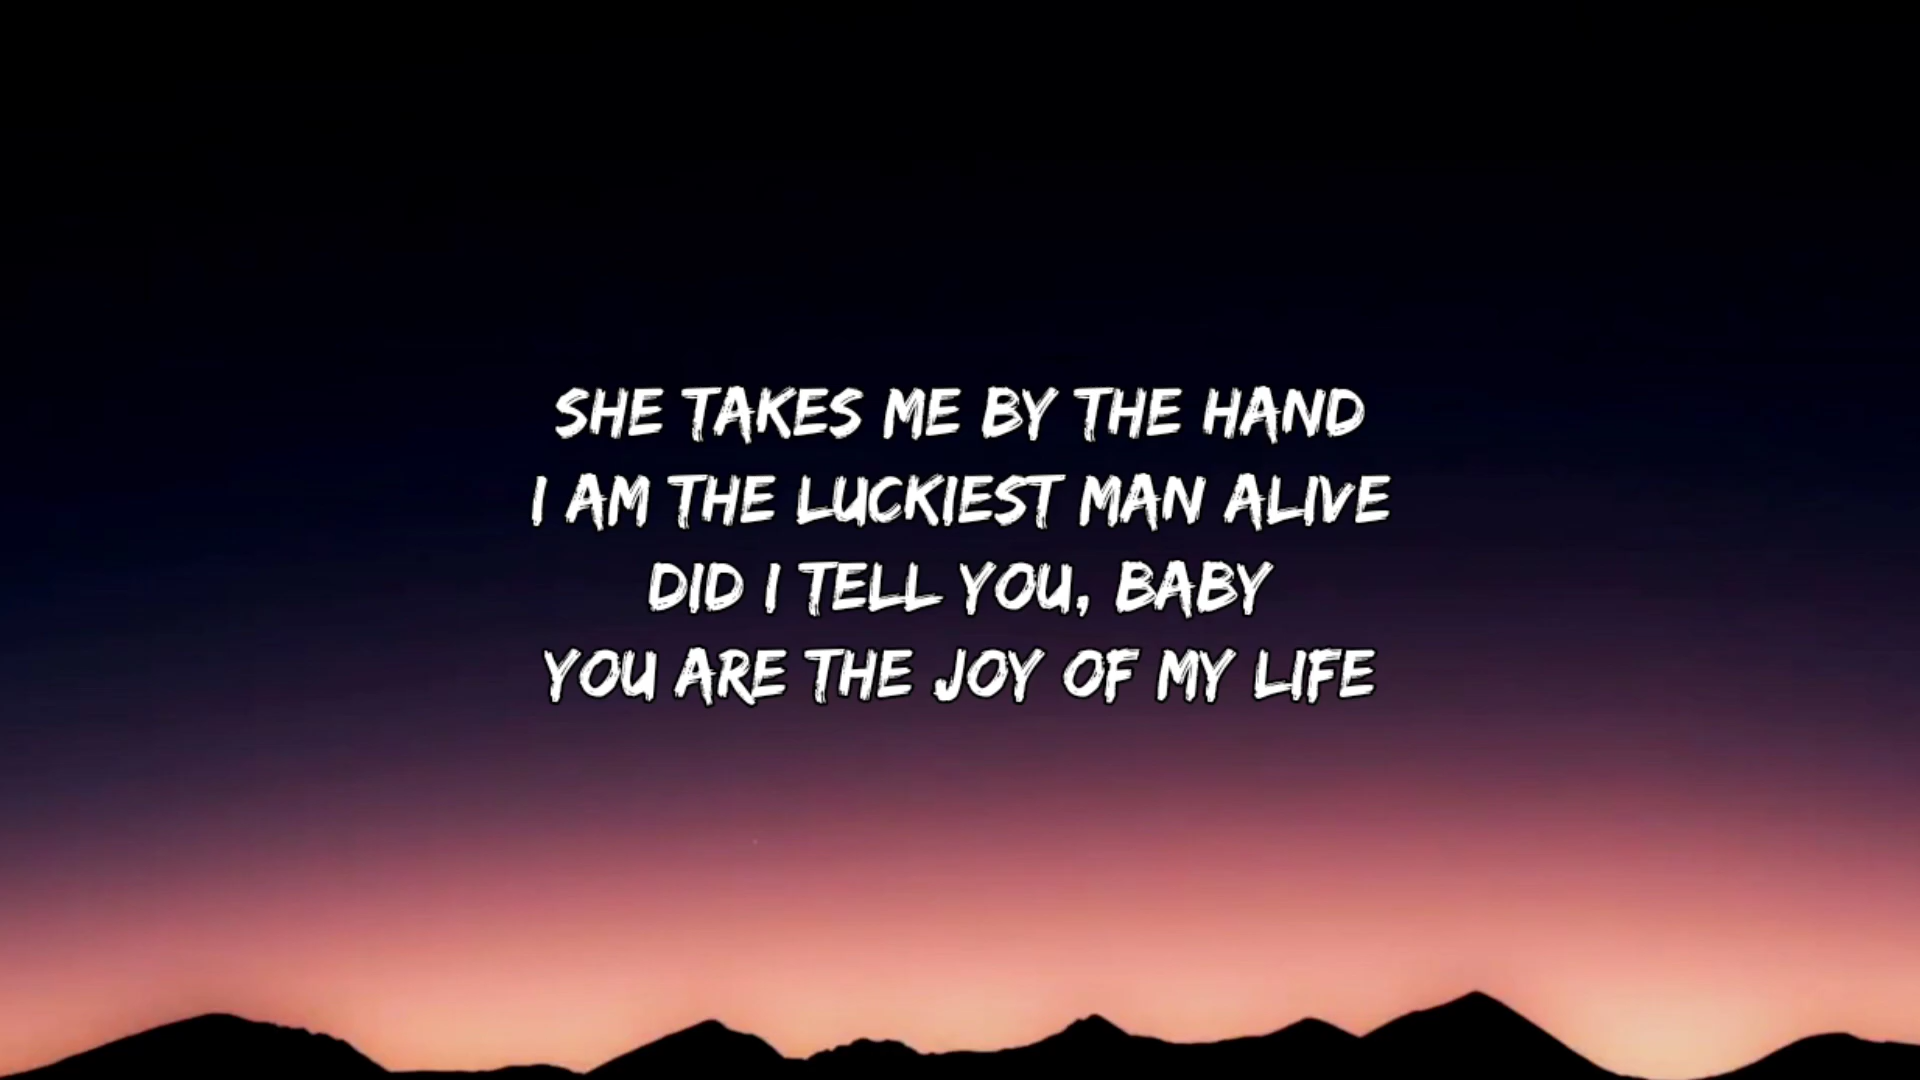 SHE TAKES ME BY THE HAND
I AM THE LUCKIEST MAN ALIVE
DID I TELL YOU, BABY
YOU ARE THE JOY OF MY LIFE